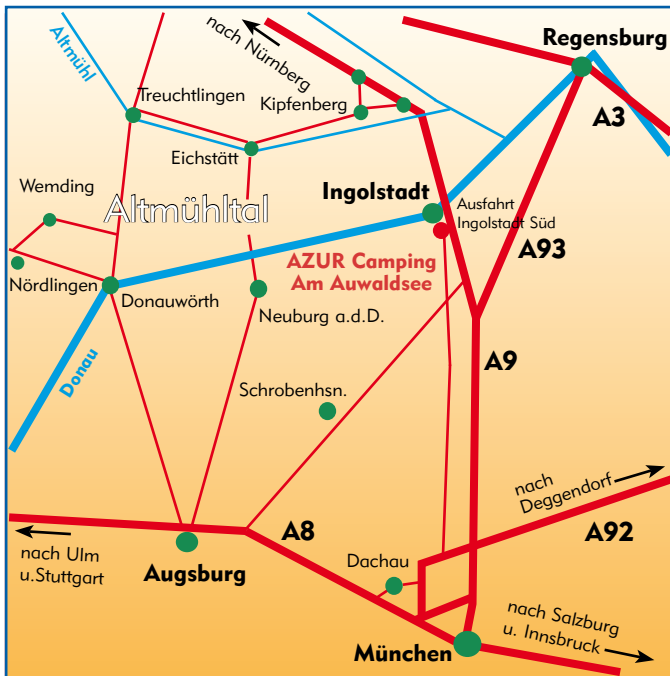 Altmühl
nach Nürnberg
Regensburg
Treuchtlingen
Kipfenberg
A3
Eichstätt
Wemding
Altmühltal
Ingolstadt
Ausfahrt
Ingolstadt Süd
A93
AZUR Camping
Am Auwaldsee
Nördlingen
Donauwörth
Neuburg a.d.D.
A9
Donau
Schrobenhsn.
nach
Deggendorf
A8
A92
nach Ulm
u.Stuttgart
Augsburg
Dachau
nach Salzburg
u. Innsbruck
München